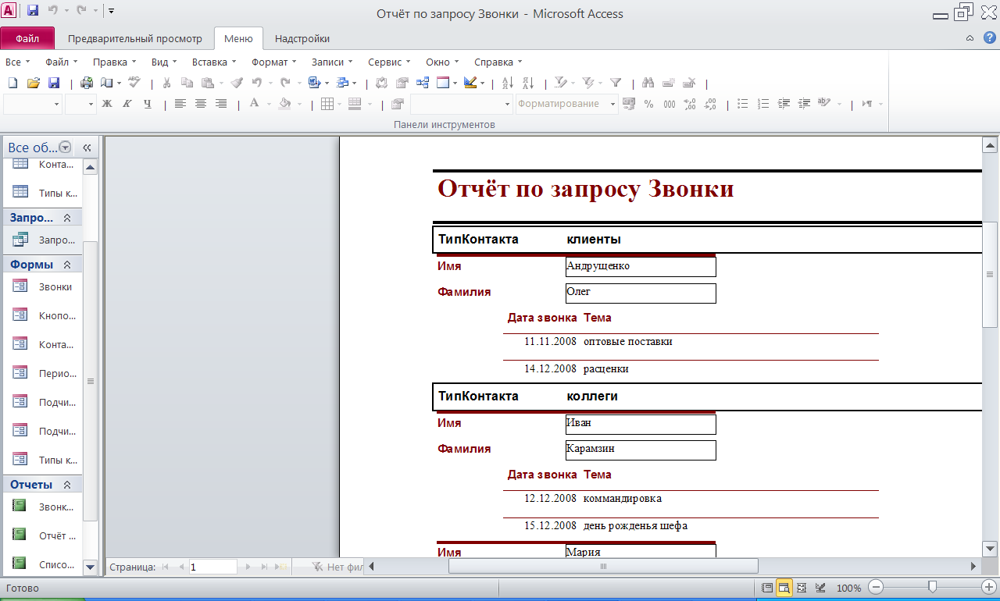 Отчёт по запросу Звонки - Microsoft Access
Файл Предварительный просмотр Меню Надстройки
Все Файл Правка Вид Вставка Формат Записи Сервис Окно Справка
Ж К Ч А Форматирование % 000
Панели инструментов
Все об...
Конта...
Типы к...
Запро...
Запро...
Формы
Звонки
Кнопо...
Конта...
Перио...
Подчи...
Подчи...
Типы к...
Отчеты
Звонк...
Отчёт ...
Списо...
Отчёт по запросу Звонки
ТипКонтакта клиенты
Имя Андрущенко
Фамилия Олег
Дата звонка Тема
11.11.2008 оптовые поставки
14.12.2008 расценки
ТипКонтакта коллеги
Имя Иван
Фамилия Карамзин
Дата звонка Тема
12.12.2008 коммандировка
15.12.2008 день рожденья шефа
Имя Мария
Страница: 1 Нет фил
Готово 100%